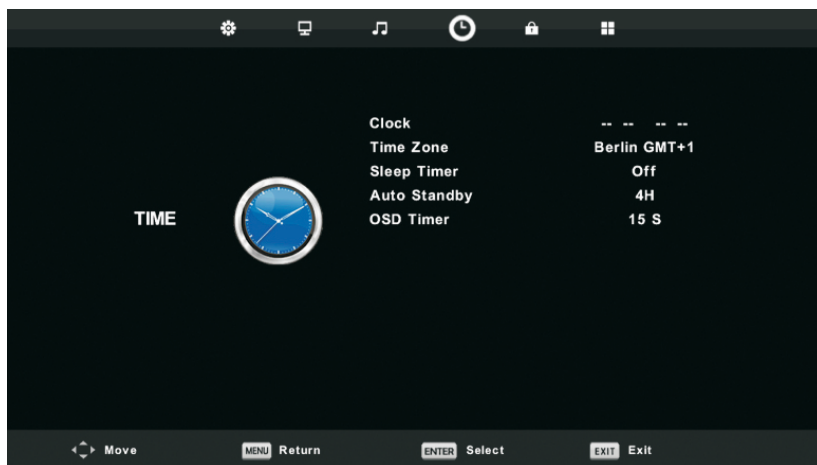 Clock -- -- -- --
Time Zone Berlin GMT+1
Sleep Timer Off
Auto Standby 4H
TIME
OSD Timer 15 S
Move MENU Return ENTER Select EXIT Exit